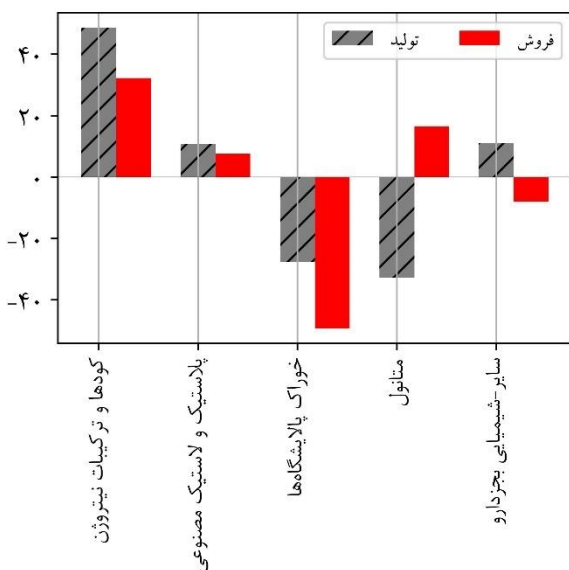 تولید
فروش
۴۰
۲۰
۰
-۲۰
-۴۰
کودها و ترکیبات نیتروژن
پلاستیک و لاستیک مصنوعی
خوراک پالایشگاه‌ها
متانول
سایر-شیمیایی بجزدارو